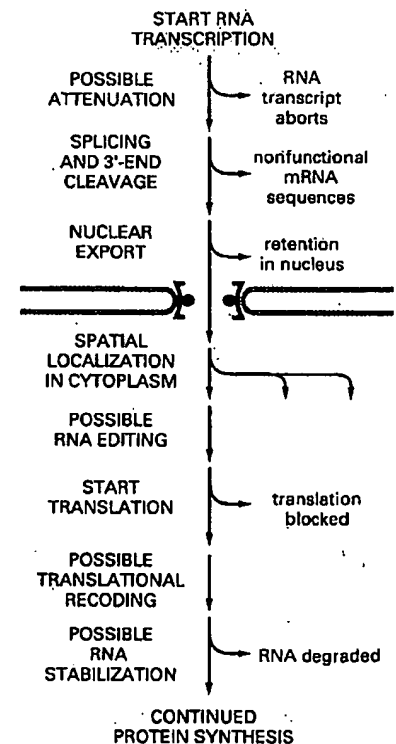 START RNA
TRANSCRIPTION
POSSIBLE
ATTENUATION
RNA
transcript
aborts
SPLICING
AND 3'-END
CLEAVAGE
nonfunctional
mRNA
sequences
NUCLEAR
EXPORT
retention
in nucleus
SPATIAL
LOCALIZATION
IN CYTOPLASM
POSSIBLE
RNA EDITING
START
TRANSLATION
translation
blocked
POSSIBLE
TRANSLATIONAL
RECODING
POSSIBLE
RNA
STABILIZATION
RNA degraded
CONTINUED
PROTEIN SYNTHESIS